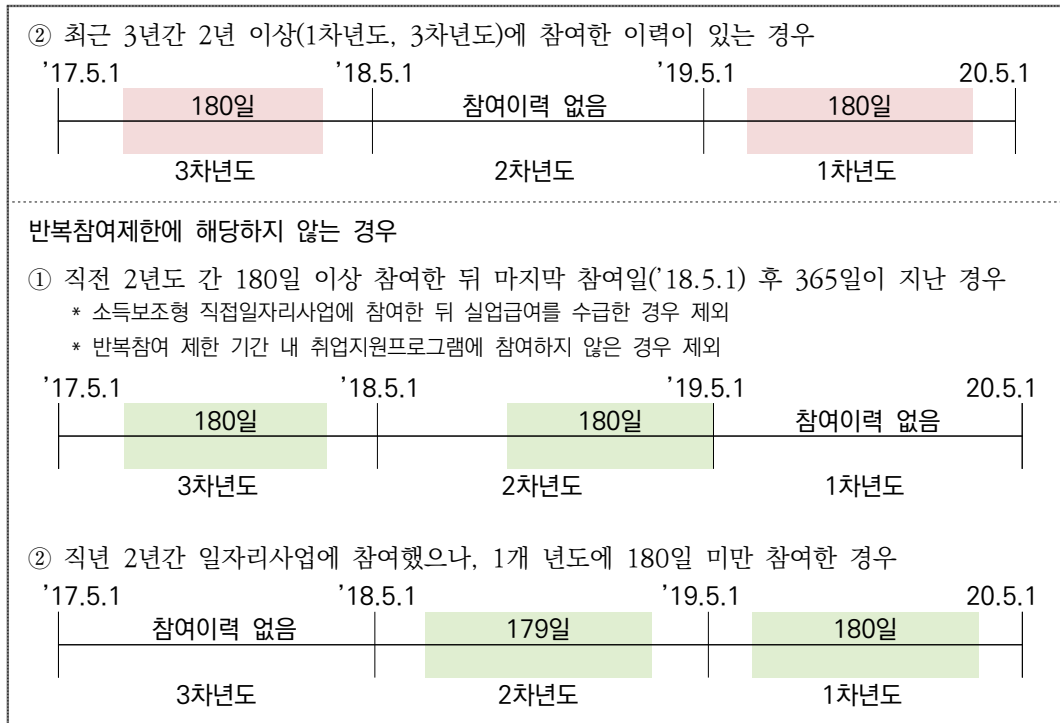 ② 최근 3년간 2년 이상(1차년도, 3차년도)에 참여한 이력이 있는 경우
'17.5.1 '18.5.1 '19.5.1 20.5.1
180일 참여이력 없음 180일
3차년도 2차년도 1차년도
반복참여제한에 해당하지 않는 경우
① 직전 2년도 간 180일 이상 참여한 뒤 마지막 참여일('18.5.1) 후 365일이 지난 경우
* 소득보조형 직접일자리사업에 참여한 뒤 실업급여를 수급한 경우 제외
* 반복참여 제한 기간 내 취업지원프로그램에 참여하지 않은 경우 제외
'17.5.1 '18.5.1 '19.5.1 20.5.1
180일 180일 참여이력 없음
3차년도 2차년도 1차년도
② 직년 2년간 일자리사업에 참여했으나, 1개 년도에 180일 미만 참여한 경우
'17.5.1 '18.5.1 '19.5.1 20.5.1
참여이력 없음 179일 180일
3차년도 2차년도 1차년도